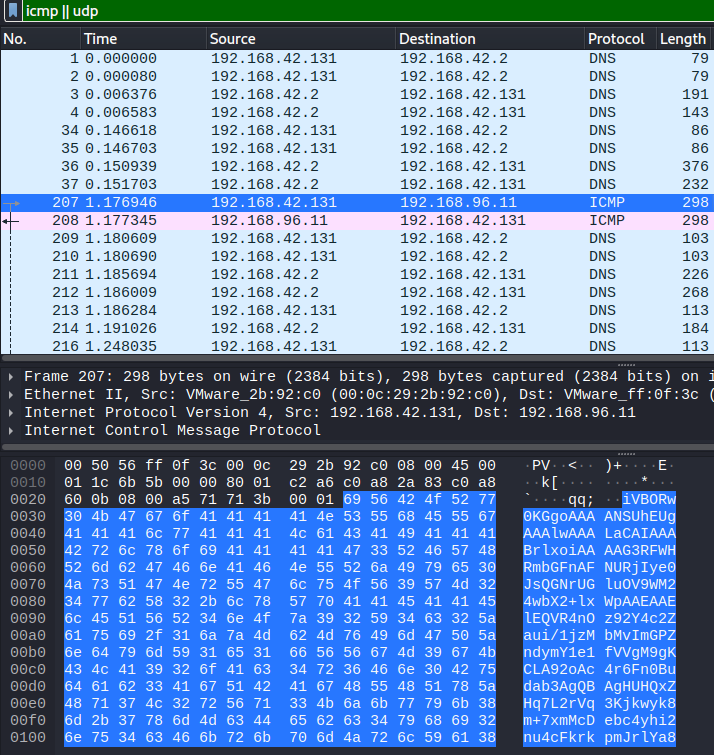 icmp || udp
No. Time Source Destination Protocol Length
1 0.000000 192.168.42.131 192.168.42.2 DNS 79
2 0.000080 192.168.42.131 192.168.42.2 DNS 79
3 0.006376 192.168.42.2 192.168.42.131 DNS 191
4 0.006583 192.168.42.2 192.168.42.131 DNS 143
34 0.146618 192.168.42.131 192.168.42.2 DNS 86
35 0.146703 192.168.42.131 192.168.42.2 DNS 86
36 0.150939 192.168.42.2 192.168.42.131 DNS 376
37 0.151703 192.168.42.2 192.168.42.131 DNS 232
207 1.176946 192.168.42.131 192.168.96.11 ICMP 298
208 1.177345 192.168.96.11 192.168.42.131 ICMP 298
209 1.180609 192.168.42.131 192.168.42.2 DNS 103
210 1.180690 192.168.42.131 192.168.42.2 DNS 103
211 1.185694 192.168.42.2 192.168.42.131 DNS 226
212 1.186009 192.168.42.2 192.168.42.131 DNS 268
213 1.186284 192.168.42.131 192.168.42.2 DNS 113
214 1.191026 192.168.42.2 192.168.42.131 DNS 184
216 1.248035 192.168.42.131 192.168.42.2 DNS 113
Frame 207: 298 bytes on wire (2384 bits), 298 bytes captured (2384 bits) on i
Ethernet II, Src: VMware_2b:92:c0 (00:0c:29:2b:92:c0), Dst: VMware_ff:0f:3c (
Internet Protocol Version 4, Src: 192.168.42.131, Dst: 192.168.96.11
Internet Control Message Protocol
0000 00 50 56 ff 0f 3c 00 0c 29 2b 92 c0 08 00 45 00 ·PV··<·· )+····E·
0010 01 1c 6b 5b 00 00 80 01 c2 a6 c0 a8 2a 83 c0 a8 ··k[···· ····*···
0020 60 0b 08 00 a5 71 71 3b 00 01 69 56 42 4f 52 77 `····qq; ··iVBORw
0030 30 4b 47 67 6f 41 41 41 41 4e 53 55 68 45 55 67 0KGgoAAA ANSUhEUg
0040 41 41 41 6c 77 41 41 41 4c 61 43 41 49 41 41 41 AAAlwAAA LaCAIAAA
0050 42 72 6c 78 6f 69 41 41 41 41 47 33 52 46 57 48 BrlxoiAA AAG3RFWH
0060 52 6d 62 47 46 6e 41 46 4e 55 52 6a 49 79 65 30 RmbGFnAF NURjIye0
0070 4a 73 51 47 4e 72 55 47 6c 75 4f 56 39 57 4d 32 JsQGNrUG luOV9WM2
0080 34 77 62 58 32 2b 6c 78 57 70 41 41 45 41 41 45 4wbX2+lx WpAAEAAE
0090 6c 45 51 56 52 34 6e 4f 7a 39 32 59 34 63 32 5a lEQVR4nO z92Y4c2Z
00a0 61 75 69 2f 31 6a 7a 4d 62 4d 76 49 6d 47 50 5a aui/1jzM bMvImGPZ
00b0 6e 64 79 6d 59 31 65 31 66 56 56 67 4d 39 67 4b ndymY1e1 fVVgM9gK
00c0 43 4c 41 39 32 6f 41 63 34 72 36 46 6e 30 42 75 CLA92oAc 4r6Fn0Bu
00d0 64 61 62 33 41 67 51 42 41 67 48 55 48 51 78 5a dab3AgQB AgHUHQxZ
00e0 48 71 37 4c 32 72 56 71 33 4b 6a 6b 77 79 6b 38 Hq7L2rVq 3Kjkwyk8
00f0 6d 2b 37 78 6d 4d 63 44 65 62 63 34 79 68 69 32 m+7xmMcD ebc4yhi2
0100 6e 75 34 63 46 6b 72 6b 70 6d 4a 72 6c 59 61 38 nu4cFkrk pmJrlYa8